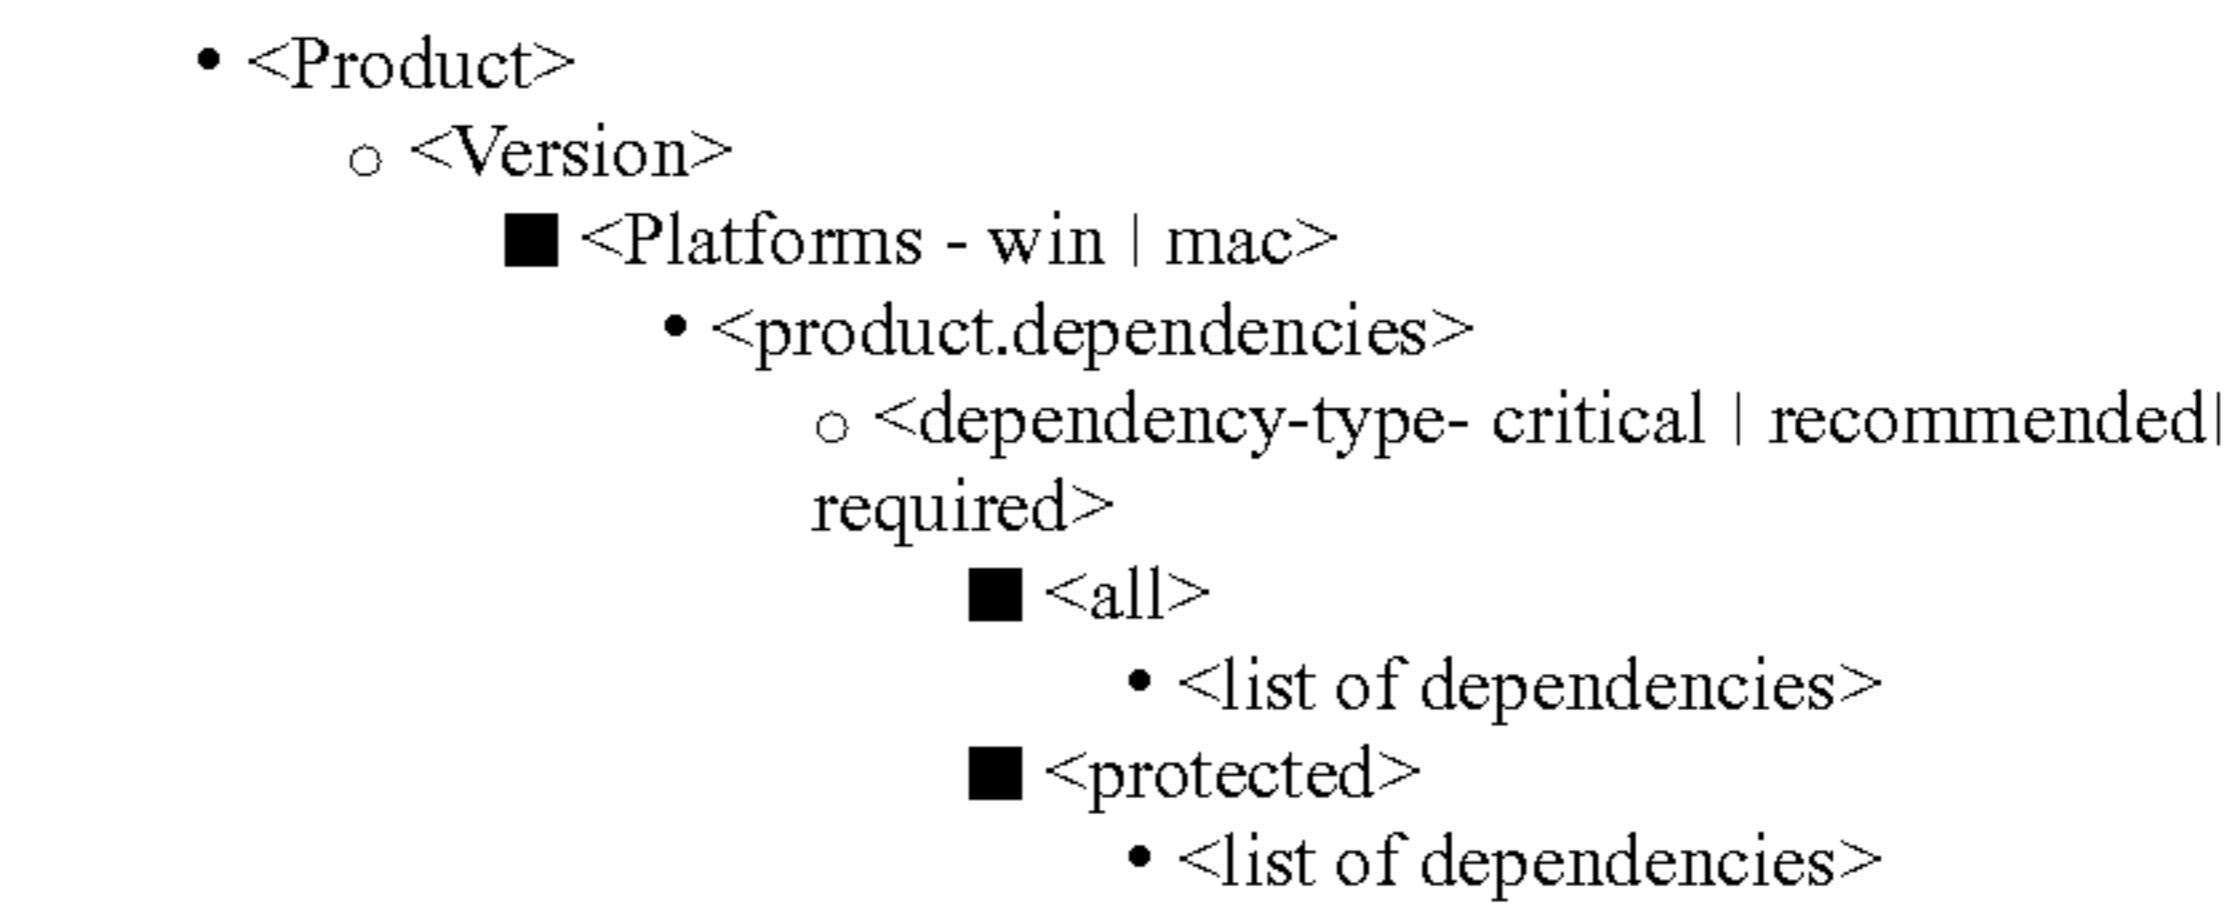 • <Product>
○ <Version>
■ <Platforms - win | mac>
• <product.dependencies>
○ <dependency-type- critical | recommended|
required>
■ <all>
• <list of dependencies>
■ <protected>
• <list of dependencies>